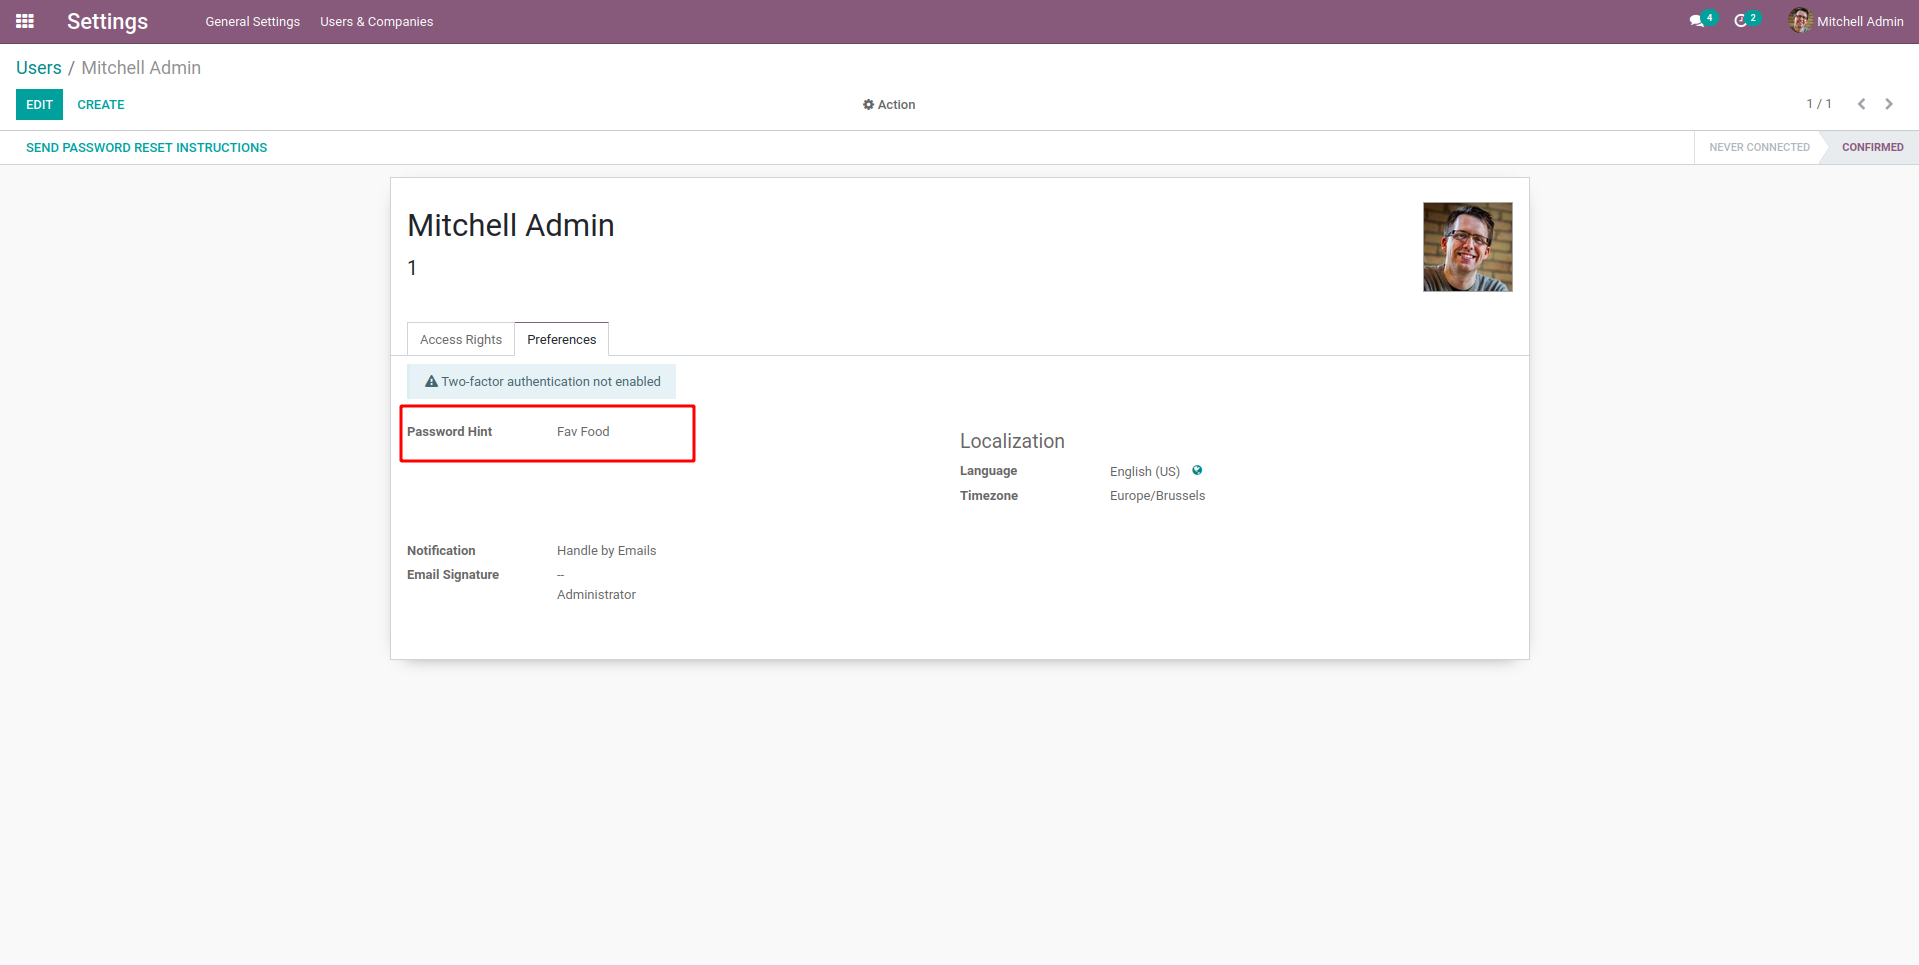 Settings General Settings Users & Companies 4 2 Mitchell Admin
Users / Mitchell Admin
EDIT CREATE Action 1 / 1
SEND PASSWORD RESET INSTRUCTIONS NEVER CONNECTED CONFIRMED
Mitchell Admin
1
Access Rights Preferences
Two-factor authentication not enabled
Password Hint Fav Food
Localization
Language English (US)
Timezone Europe/Brussels
Notification Handle by Emails
Email Signature --
Administrator